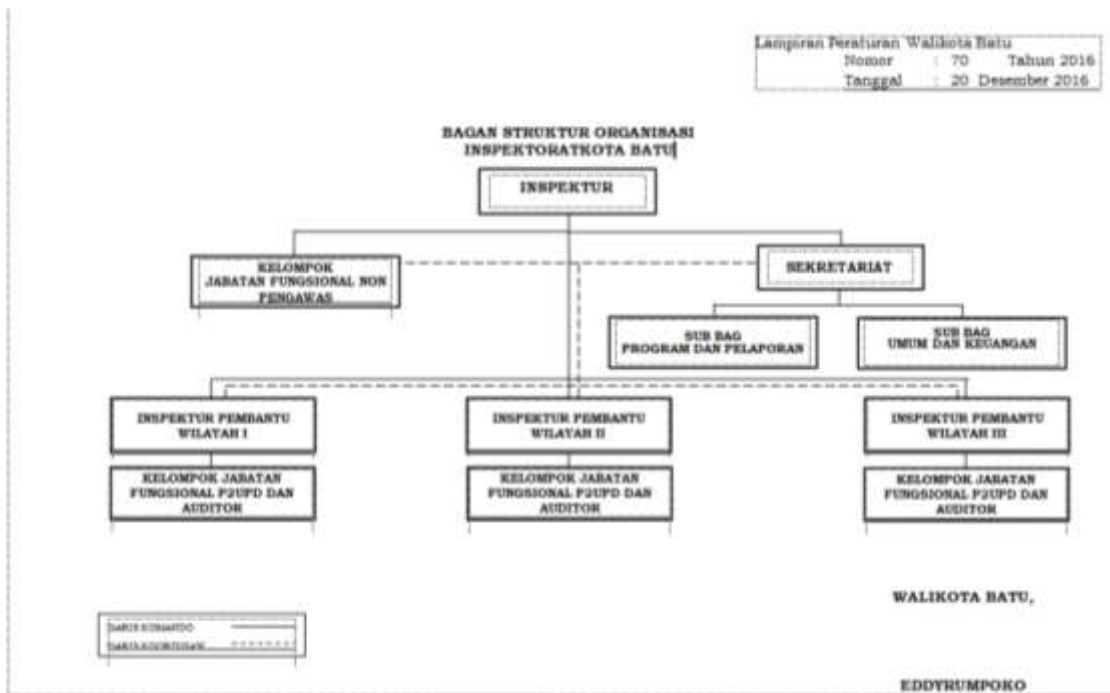 Lampiran Peraturan Walikota Batu
Nomor : 70 Tahun 2016
Tanggal : 20 Desember 2016
BAGAN STRUKTUR ORGANISASI
INSPEKTORATKOTA BATU
INSPEKTUR
KELOMPOK
JABATAN FUNGSIONAL NON
PENGAWAS
SEKRETARIAT
SUB BAG
PROGRAM DAN PELAPORAN
SUB BAG
UMUM DAN KEUANGAN
INSPEKTUR PEMBANTU
WILAYAH I
INSPEKTUR PEMBANTU
WILAYAH II
INSPEKTUR PEMBANTU
WILAYAH III
KELOMPOK JABATAN
FUNGSIONAL P2UPD DAN
AUDITOR
KELOMPOK JABATAN
FUNGSIONAL P2UPD DAN
AUDITOR
KELOMPOK JABATAN
FUNGSIONAL P2UPD DAN
AUDITOR
GARIS KOMANDO
WALIKOTA BATU,
EDDYRUMPOKO